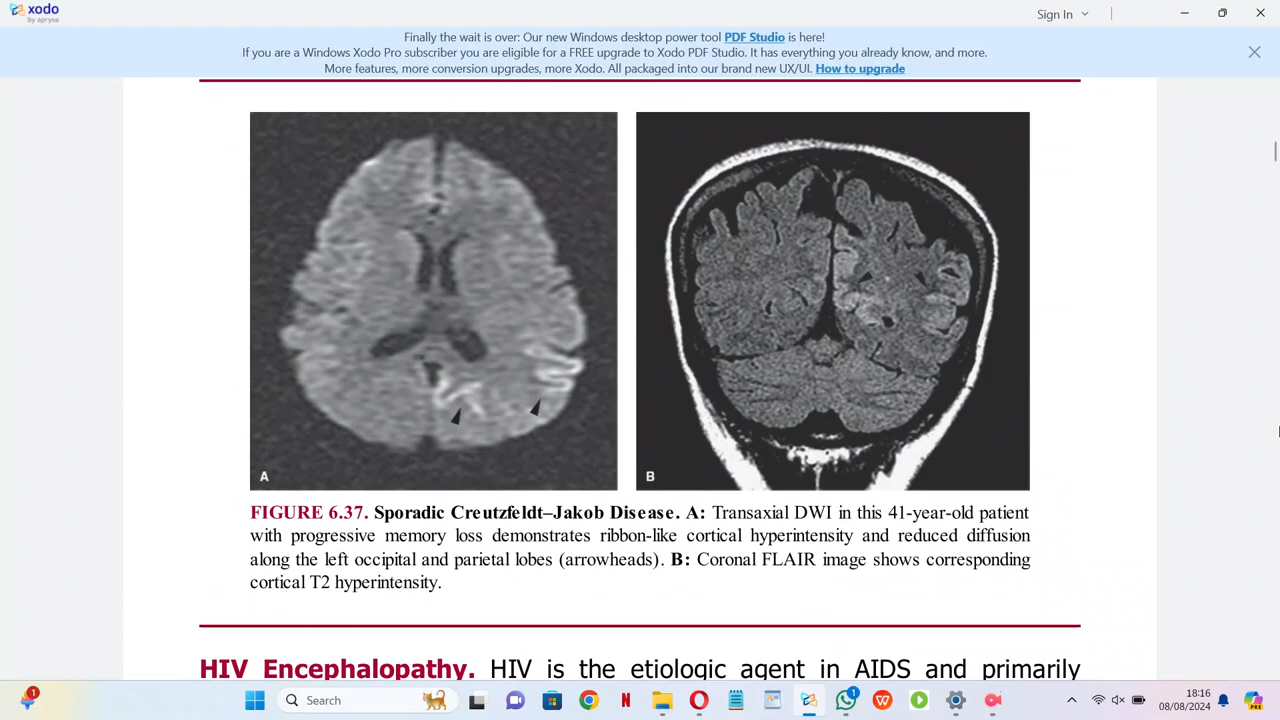 xodo
by apryse
Sign In
Finally the wait is over: Our new Windows desktop power tool PDF Studio is here!
If you are a Windows Xodo Pro subscriber you are eligible for a FREE upgrade to Xodo PDF Studio. It has everything you already know, and more.
More features, more conversion upgrades, more Xodo. All packaged into our brand new UX/UI. How to upgrade
A
B
FIGURE 6.37. Sporadic Creutzfeldt–Jakob Disease. A: Transaxial DWI in this 41-year-old patient
with progressive memory loss demonstrates ribbon-like cortical hyperintensity and reduced diffusion
along the left occipital and parietal lobes (arrowheads). B: Coronal FLAIR image shows corresponding
cortical T2 hyperintensity.
HIV Encephalopathy. HIV is the etiologic agent in AIDS and primarily
1
Search
N
1
W
18:16
08/08/2024